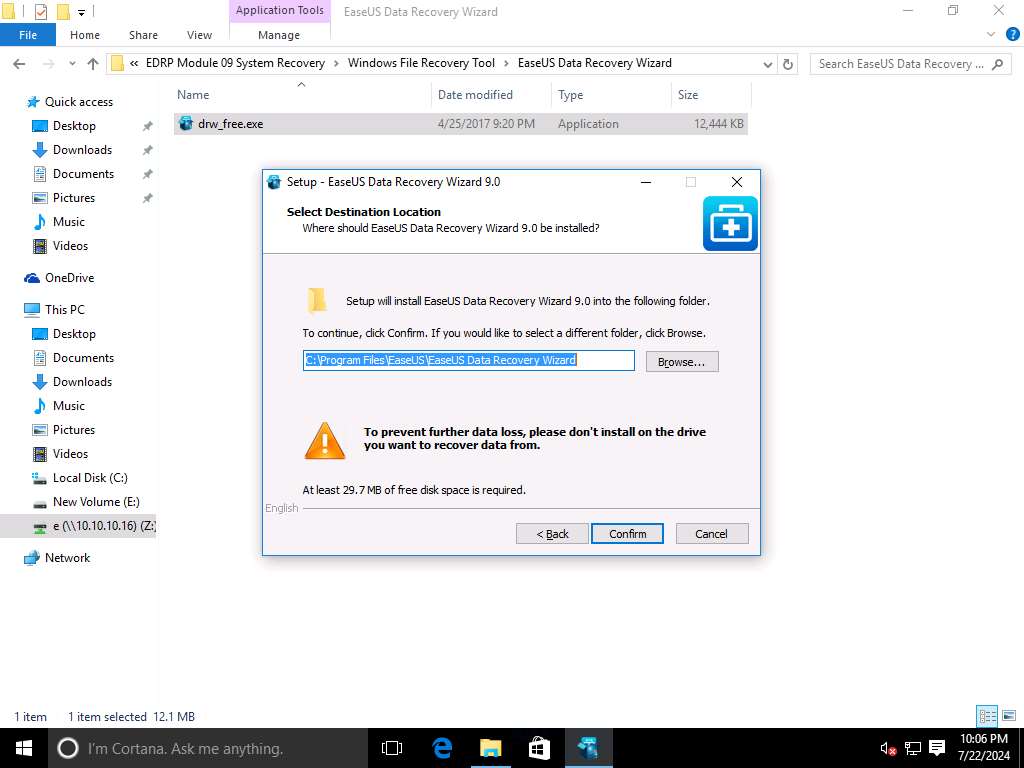 Application Tools
EaseUS Data Recovery Wizard
File
Home
Share
View
Manage
?
« EDRP Module 09 System Recovery > Windows File Recovery Tool > EaseUS Data Recovery Wizard
Search EaseUS Data Recovery ...
Name
Date modified
Type
Size
drw_free.exe
4/25/2017 9:20 PM
Application
12,444 KB
Quick access
Desktop
Downloads
Documents
Pictures
Music
Videos
OneDrive
This PC
Desktop
Documents
Downloads
Music
Pictures
Videos
Local Disk (C:)
New Volume (E:)
e (\\10.10.10.16) (Z:)
Network
Setup - EaseUS Data Recovery Wizard 9.0
Select Destination Location
Where should EaseUS Data Recovery Wizard 9.0 be installed?
Setup will install EaseUS Data Recovery Wizard 9.0 into the following folder.
To continue, click Confirm. If you would like to select a different folder, click Browse.
C:\Program Files\EaseUS\EaseUS Data Recovery Wizard
Browse...
To prevent further data loss, please don't install on the drive
you want to recover data from.
At least 29.7 MB of free disk space is required.
English
< Back
Confirm
Cancel
1 item
1 item selected 12.1 MB
I'm Cortana. Ask me anything.
10:06 PM
7/22/2024